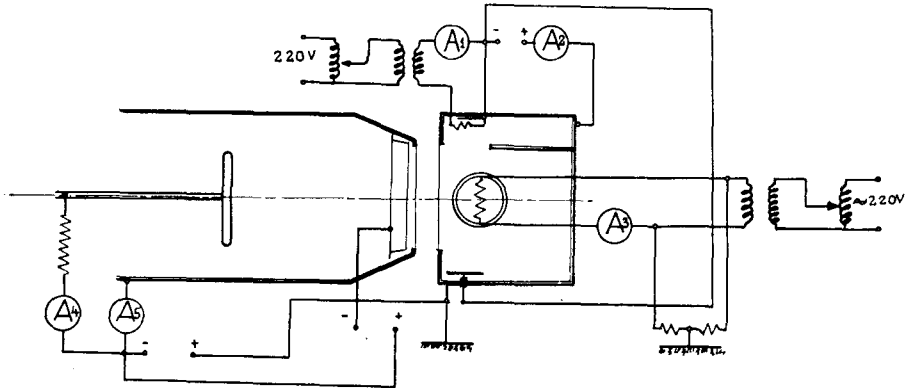 A1
- +
A2
220V
A3
≈220V
A4
A5
- +
- +